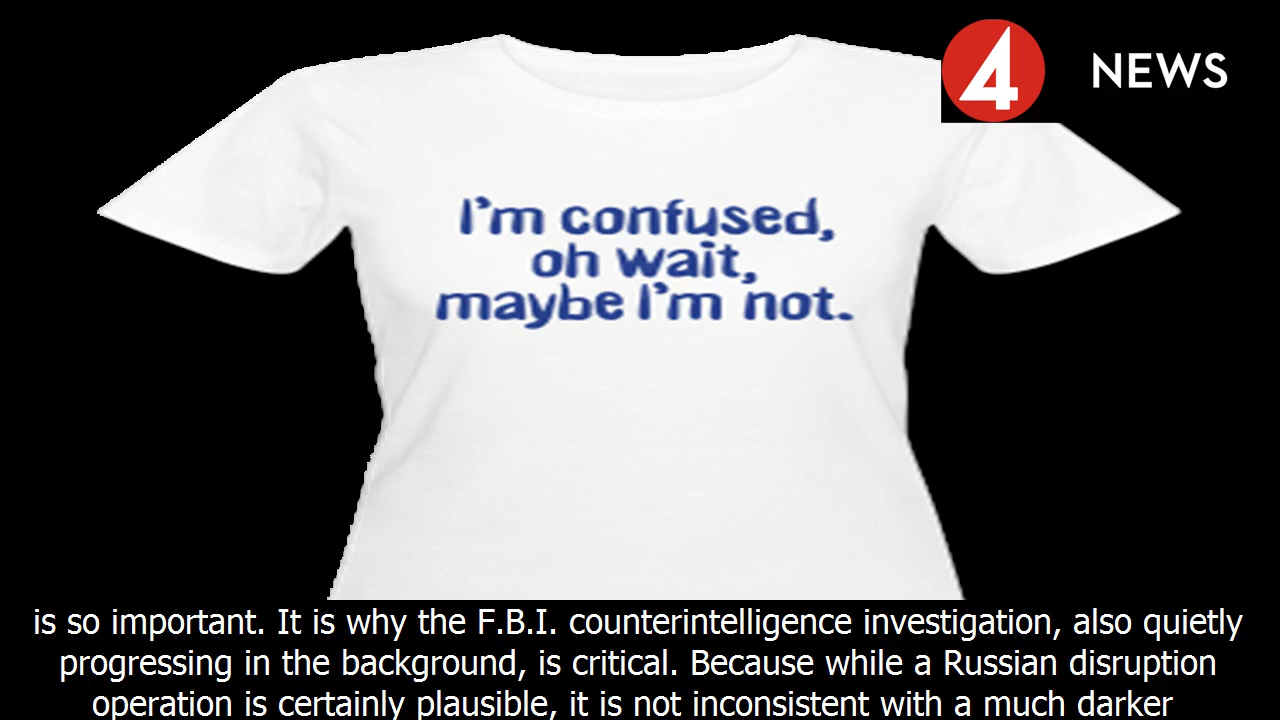 4 NEWS
I'm confused,
oh wait,
maybe I'm not.
is so important. It is why the F.B.I. counterintelligence investigation, also quietly
progressing in the background, is critical. Because while a Russian disruption
operation is certainly plausible, it is not inconsistent with a much darker